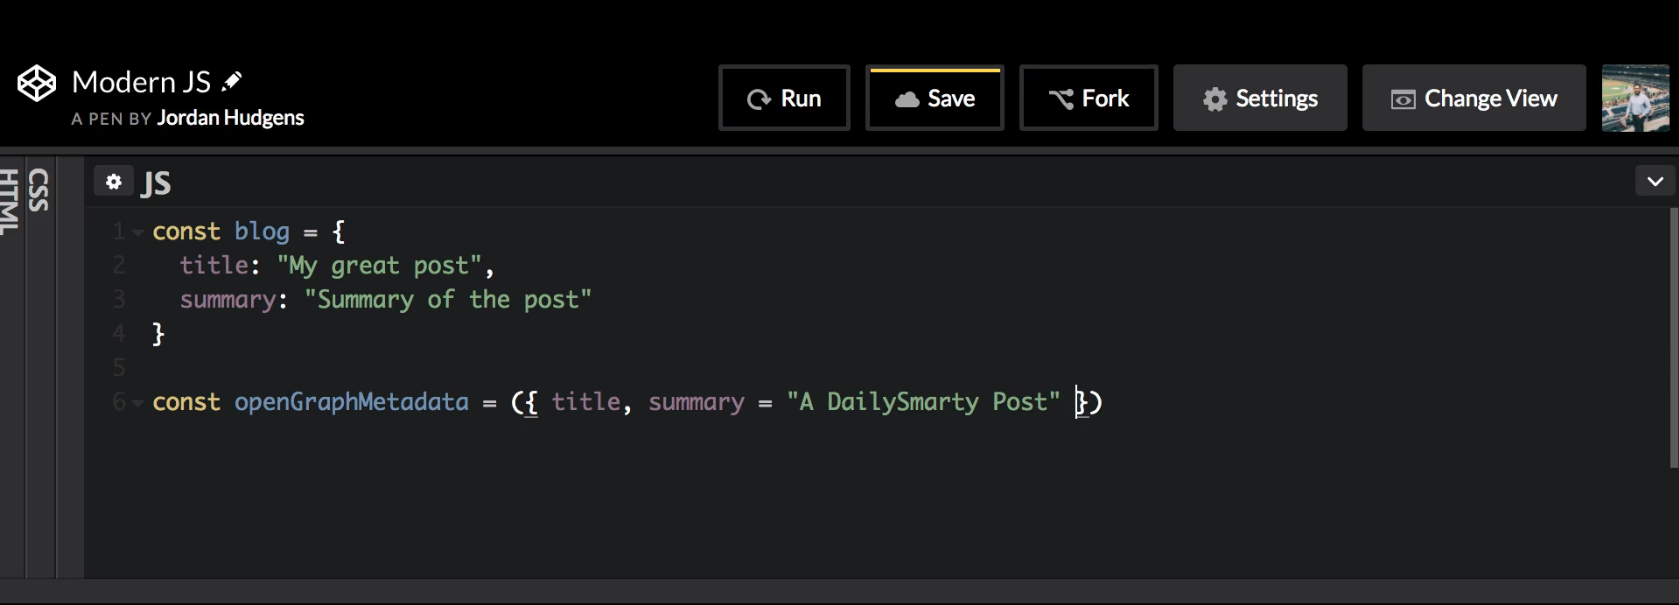 Modern JS
A PEN BY Jordan Hudgens
Run
Save
Fork
Settings
Change View
HTML
CSS
JS
1 const blog = {
2 title: "My great post",
3 summary: "Summary of the post"
4 }
5
6 const openGraphMetadata = ({ title, summary = "A DailySmarty Post" })